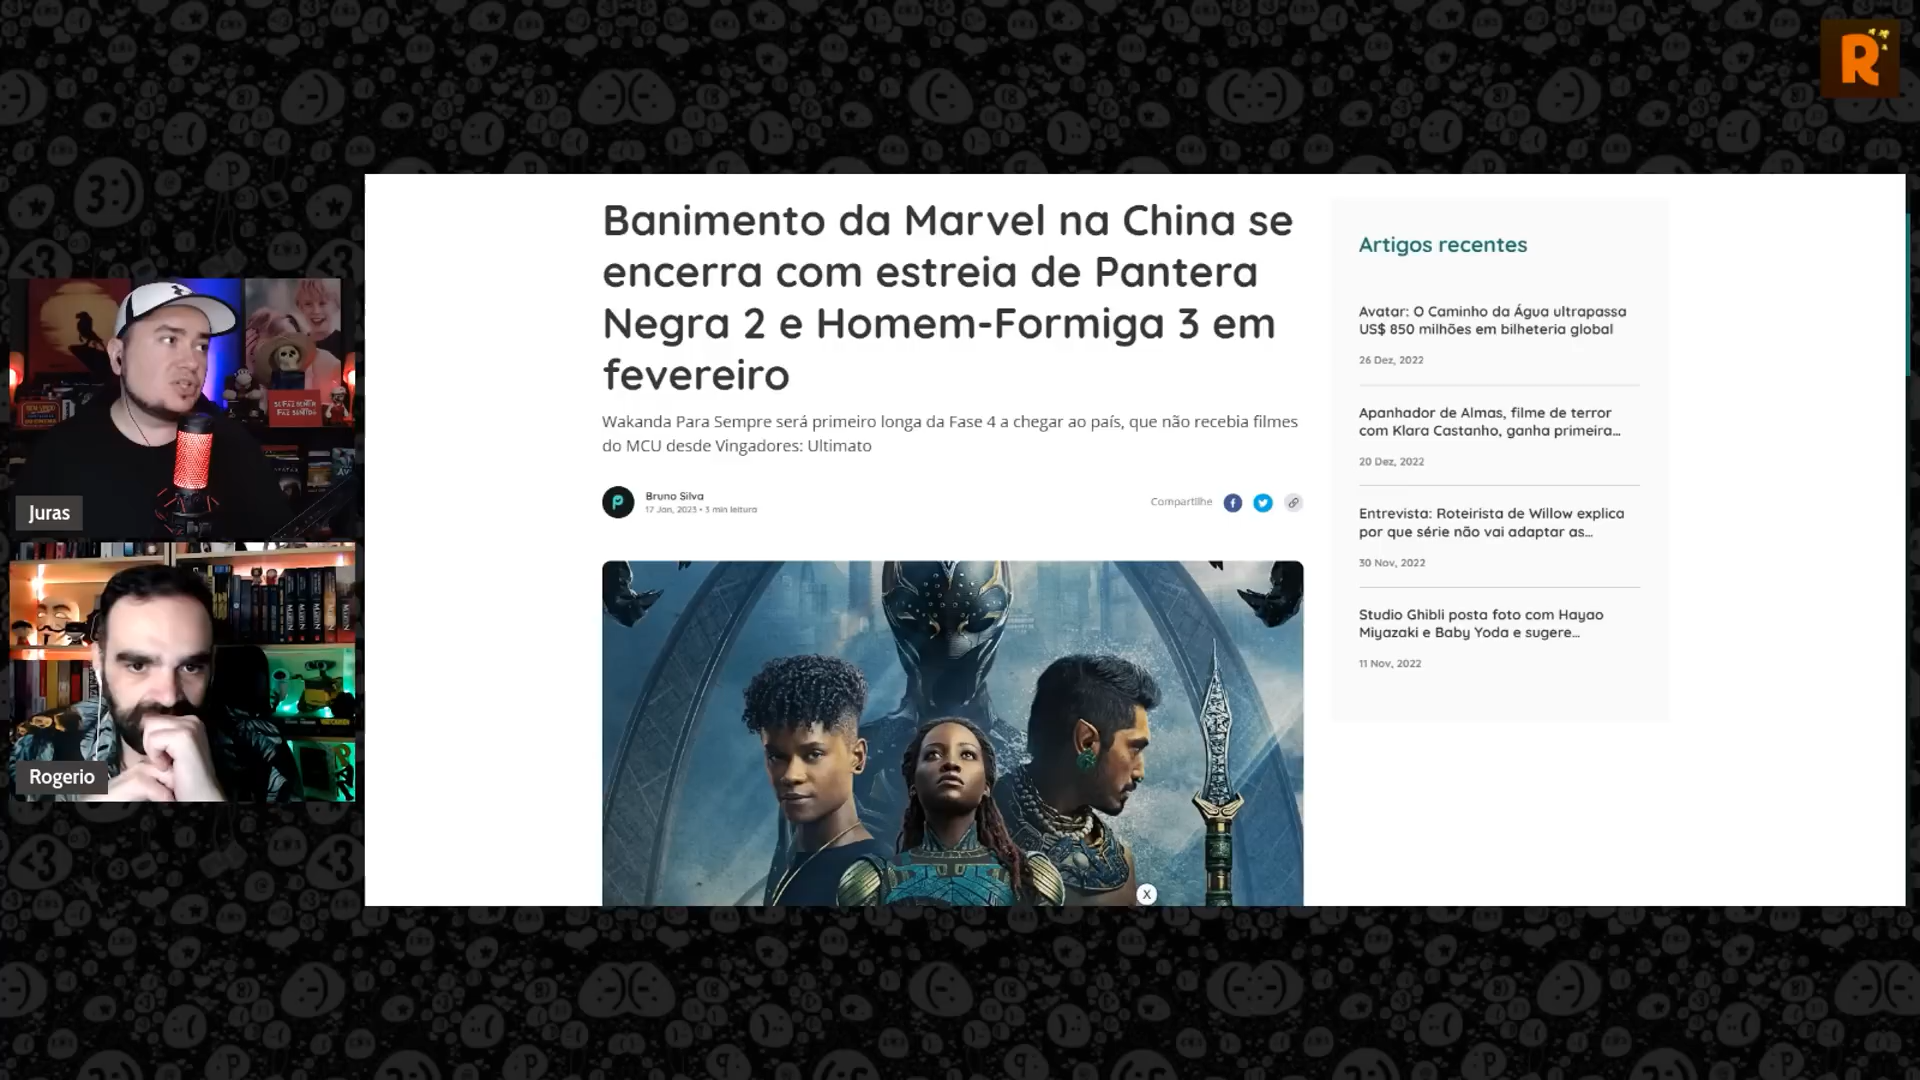 R
Banimento da Marvel na China se
encerra com estreia de Pantera
Negra 2 e Homem-Formiga 3 em
fevereiro
Wakanda Para Sempre será primeiro longa da Fase 4 a chegar ao país, que não recebia filmes
do MCU desde Vingadores: Ultimato
Bruno Silva
17 Jan, 2023 • 3 min leitura
Compartilhe
X
Artigos recentes
Avatar: O Caminho da Água ultrapassa
US$ 850 milhões em bilheteria global
26 Dez, 2022
Apanhador de Almas, filme de terror
com Klara Castanho, ganha primeira...
20 Dez, 2022
Entrevista: Roteirista de Willow explica
por que série não vai adaptar as...
30 Nov, 2022
Studio Ghibli posta foto com Hayao
Miyazaki e Baby Yoda e sugere...
11 Nov, 2022
SE FAZ SENTIR
FAZ SENTIDO
Juras
Rogerio